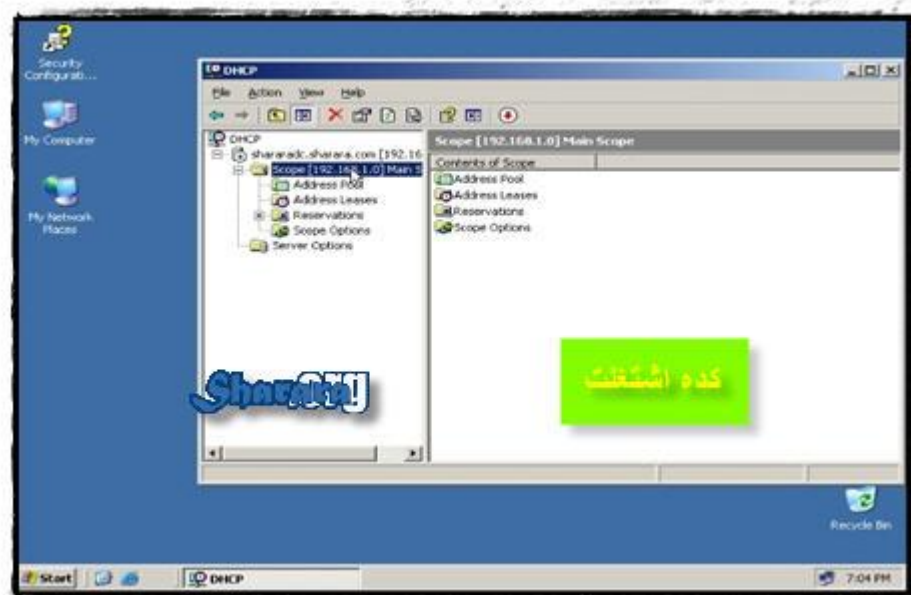 Security
Configurati...
My Computer
My Network
Places
DHCP
File Action View Help
DHCP
shararadc.sharara.com [192.16
Scope [192.168.1.0] Main S
Address Pool
Address Leases
Reservations
Scope Options
Server Options
Scope [192.168.1.0] Main Scope
Contents of Scope
Address Pool
Address Leases
Reservations
Scope Options
كده اشتغلت
Sharara.org
Recycle Bin
Start
DHCP
7:04 PM